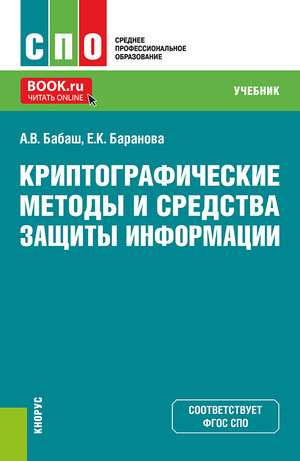 СПО
СРЕДНЕЕ
ПРОФЕССИОНАЛЬНОЕ
ОБРАЗОВАНИЕ
BOOK.ru
ЧИТАТЬ ONLINE
УЧЕБНИК
А.В. Бабаш, Е.К. Баранова
КРИПТОГРАФИЧЕСКИЕ
МЕТОДЫ И СРЕДСТВА
ЗАЩИТЫ ИНФОРМАЦИИ
КНОРУС
СООТВЕТСТВУЕТ
ФГОС СПО